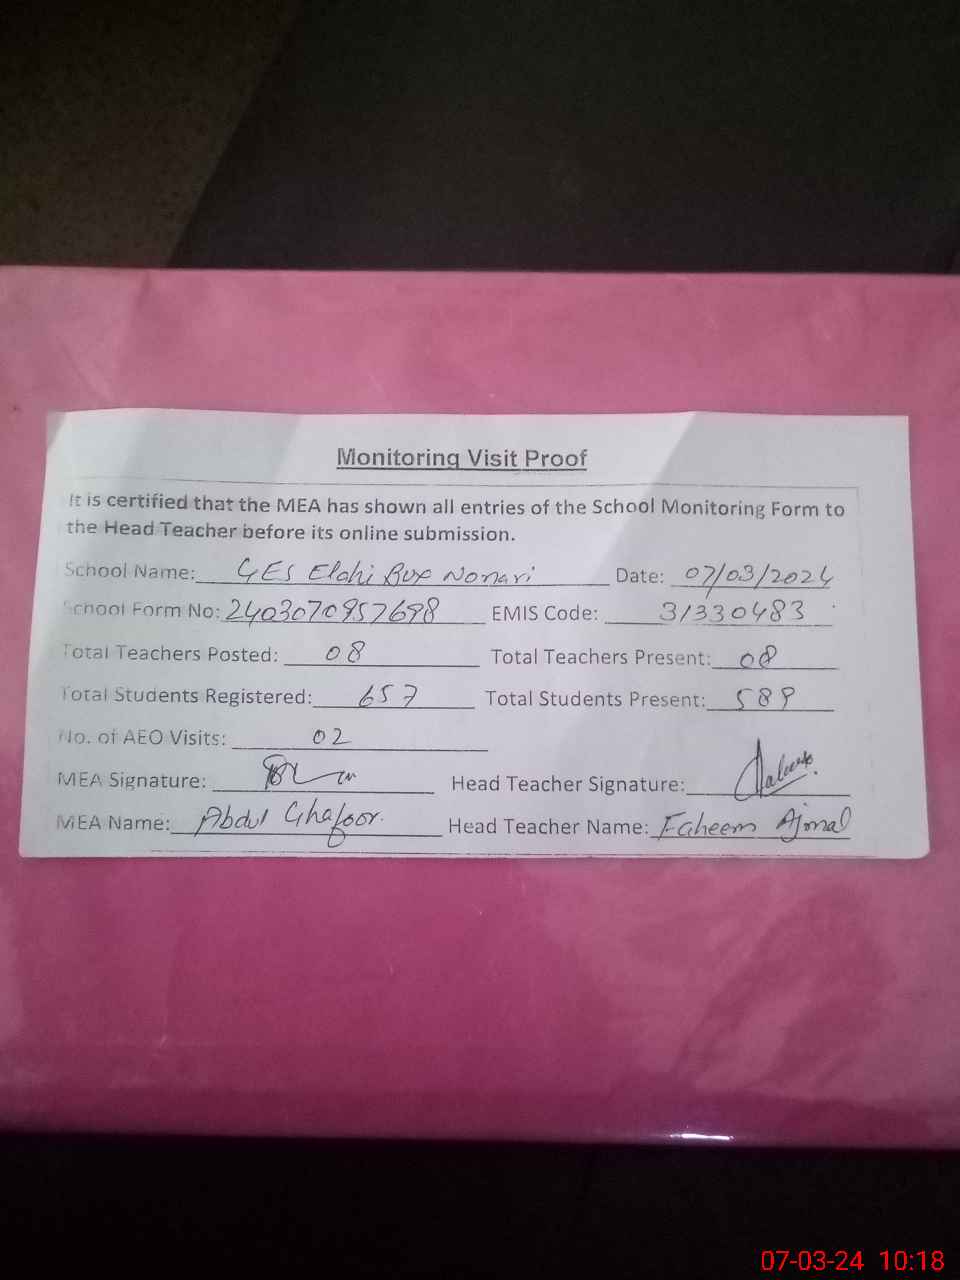 Monitoring Visit Proof
It is certified that the MEA has shown all entries of the School Monitoring Form to
the Head Teacher before its online submission.
School Name: GES Elahi Bux Nonari Date: 07/03/2024
School Form No: 2403070957698 EMIS Code: 31330483
Total Teachers Posted: 08 Total Teachers Present: 08
Total Students Registered: 657 Total Students Present: 589
No. of AEO Visits: 02
MEA Signature: Head Teacher Signature:
MEA Name: Abdul Ghafoor. Head Teacher Name: Faheem Ajmal
07-03-24 10:18